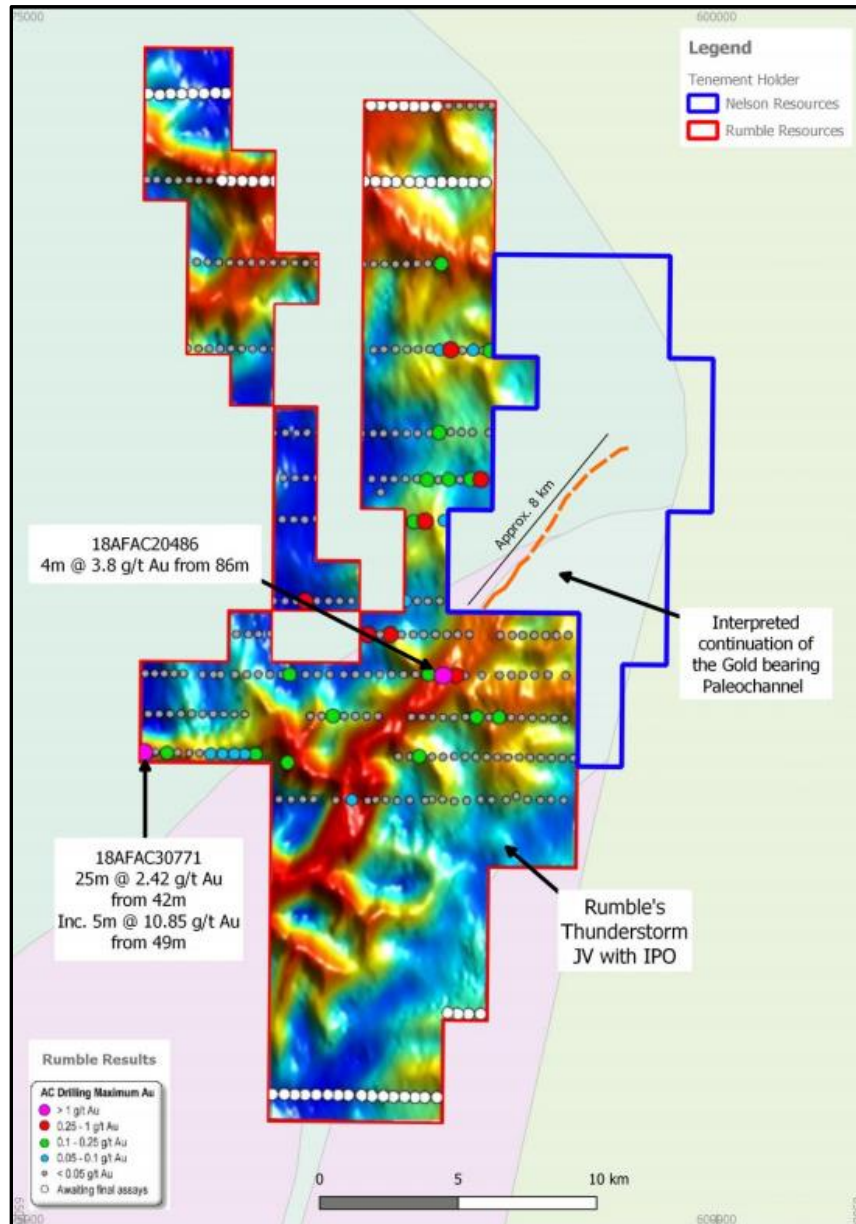 75000
600000
Legend
Tenement Holder
Nelson Resources
Rumble Resources
Approx. 8 km
18AFAC20486
4m @ 3.8 g/t Au from 86m
Interpreted
continuation of
the Gold bearing
Paleochannel
18AFAC30771
25m @ 2.42 g/t Au
from 42m
Inc. 5m @ 10.85 g/t Au
from 49m
Rumble's
Thunderstorm
JV with IPO
Rumble Results
AC Drilling Maximum Au
> 1 g/t Au
0.25 - 1 g/t Au
0.1 - 0.25 g/t Au
0.05 - 0.1 g/t Au
< 0.05 g/t Au
Awaiting final assays
0 5 10 km
75000